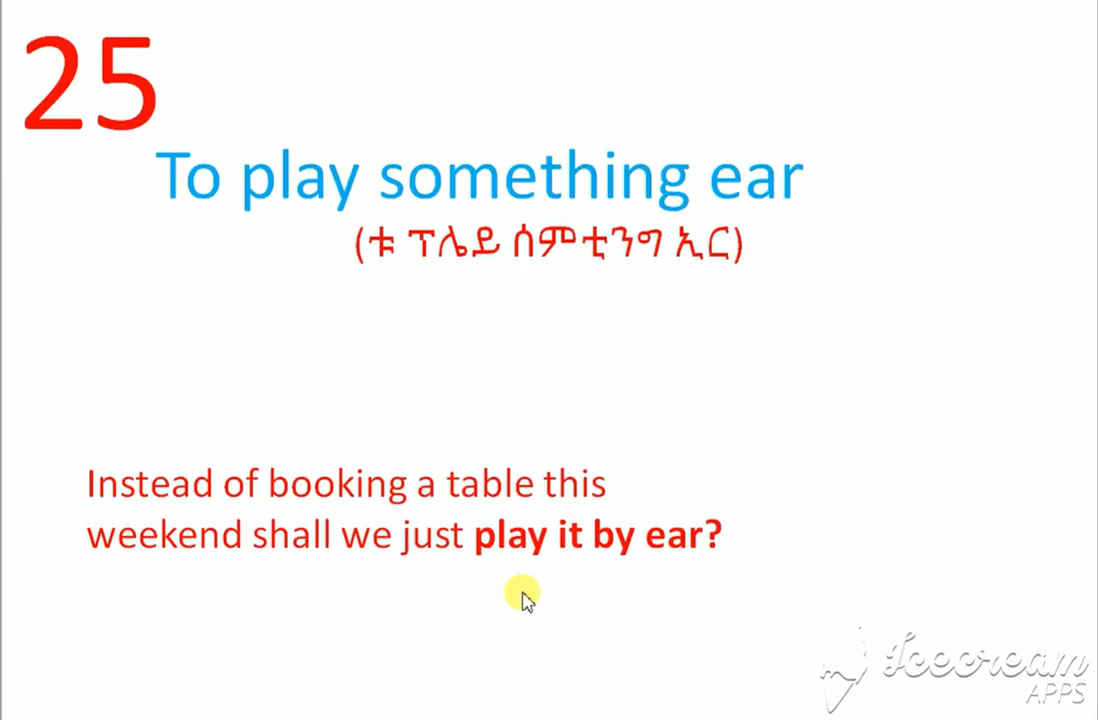 25
To play something ear
(ቱ ፕሌይ ሰምቲንግ ኢር)
Instead of booking a table this
weekend shall we just play it by ear?
Icecream
APPS